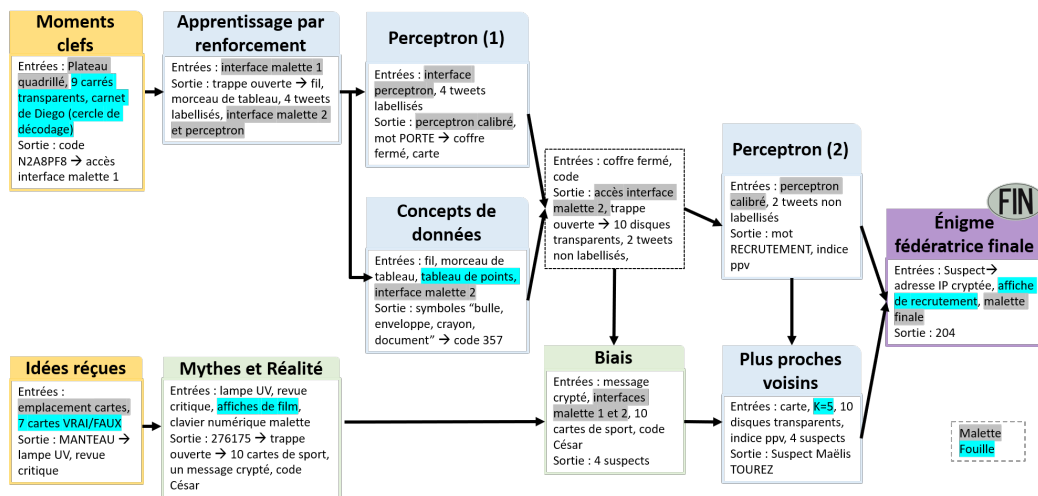 Moments
clefs
Entrées : Plateau
quadrillé, 9 carrés
transparents, carnet
de Diego (cercle de
décodage)
Sortie : code
N2A8PF8 → accès
interface malette 1
Apprentissage par
renforcement
Entrées : interface malette 1
Sortie : trappe ouverte → fil,
morceau de tableau, 4 tweets
labellisés, interface malette 2
et perceptron
Perceptron (1)
Entrées : interface
perceptron, 4 tweets
labellisés
Sortie : perceptron calibré,
mot PORTE → coffre
fermé, carte
Concepts de
données
Entrées : fil, morceau de
tableau, tableau de points,
interface malette 2
Sortie : symboles “bulle,
enveloppe, crayon,
document” → code 357
Entrées : coffre fermé,
code
Sortie : accès interface
malette 2, trappe
ouverte → 10 disques
transparents, 2 tweets
non labellisés,
Perceptron (2)
Entrées : perceptron
calibré, 2 tweets non
labellisés
Sortie : mot
RECRUTEMENT, indice
ppv
FIN
Énigme
fédératrice finale
Entrées : Suspect→
adresse IP cryptée, affiche
de recrutement, malette
finale
Sortie : 204
Idées réçues
Entrées :
emplacement cartes,
7 cartes VRAI/FAUX
Sortie : MANTEAU →
lampe UV, revue
critique
Mythes et Réalité
Entrées : lampe UV, revue
critique, affiches de film,
clavier numérique malette
Sortie : 276175 → trappe
ouverte → 10 cartes de sport,
un message crypté, code
César
Biais
Entrées : message
crypté, interfaces
malette 1 et 2, 10
cartes de sport, code
César
Sortie : 4 suspects
Plus proches
voisins
Entrées : carte, K=5, 10
disques transparents,
indice ppv, 4 suspects
Sortie : Suspect Maëlis
TOUREZ
Malette
Fouille